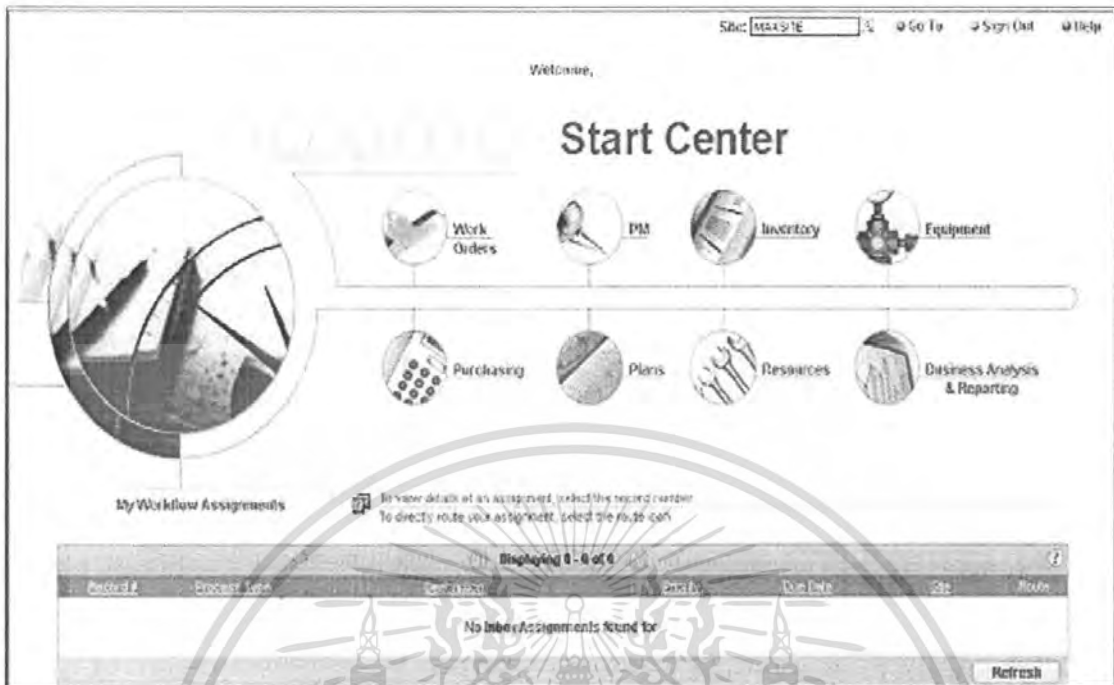 Site: MAXSITE Go To Sign Out Help
Welcome,
Start Center
Work Orders
PM
Inventory
Equipment
Purchasing
Plans
Resources
Business Analysis & Reporting
My Workflow Assignments
To view details of an assignment, select the record number
To directly route your assignment, select the route icon
Displaying 0 - 0 of 0
Record # Process Type Description Priority Due Date Site Route
No Inbox Assignments found for
Refresh